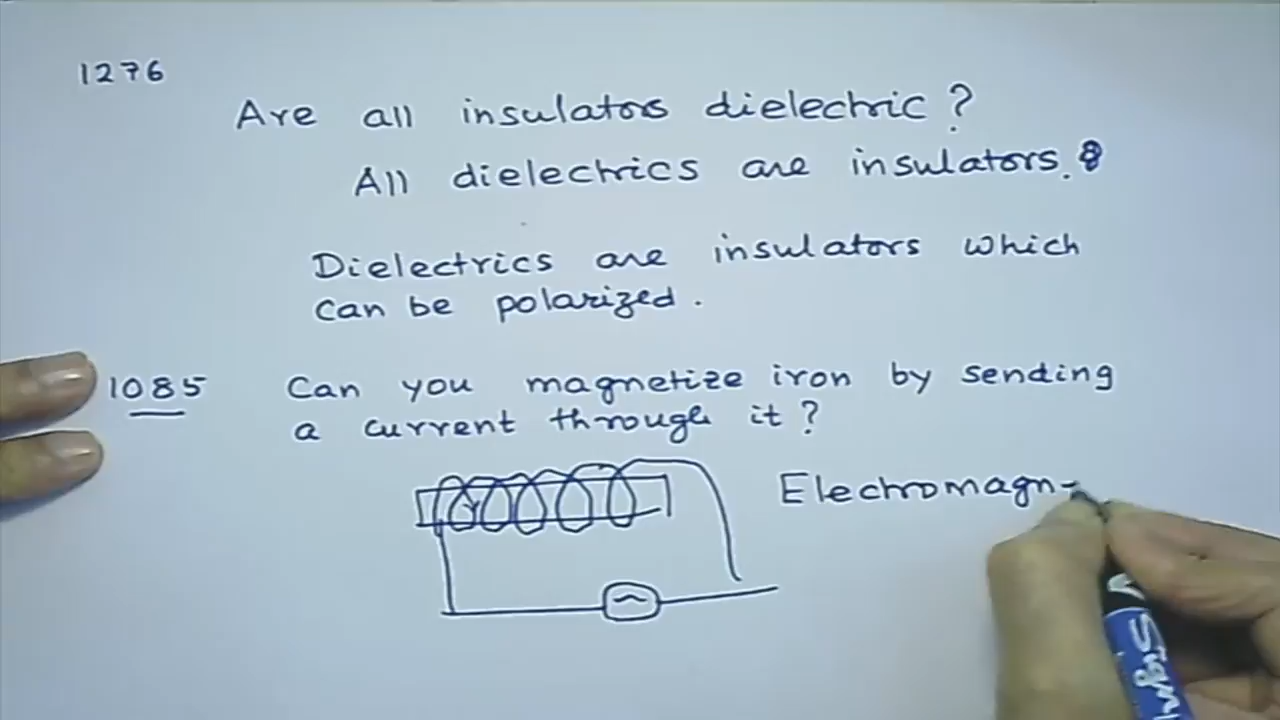 1276
Are all insulators dielectric?
All dielectrics are insulators.
Dielectrics are insulators which
can be polarized.
1085 Can you magnetize iron by sending
a current through it?
Electromagn